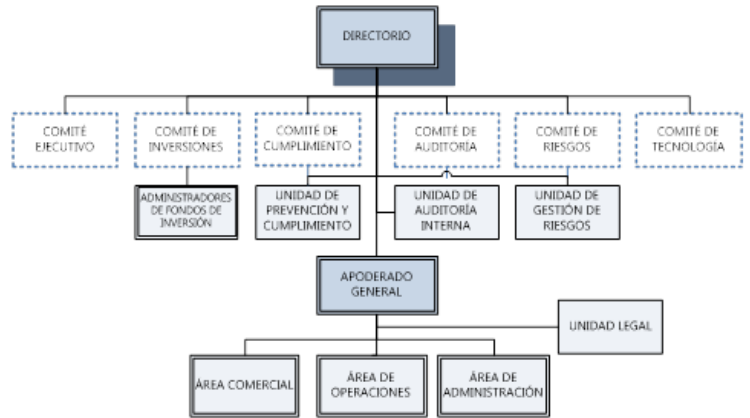 DIRECTORIO
COMITÉ
EJECUTIVO
COMITÉ DE
INVERSIONES
COMITÉ DE
CUMPLIMIENTO
COMITÉ DE
AUDITORÍA
COMITÉ DE
RIESGOS
COMITÉ DE
TECNOLOGÍA
ADMINISTRADORES
DE FONDOS DE
INVERSIÓN
UNIDAD DE
PREVENCIÓN Y
CUMPLIMIENTO
UNIDAD DE
AUDITORÍA
INTERNA
UNIDAD DE
GESTIÓN DE
RIESGOS
APODERADO
GENERAL
UNIDAD LEGAL
ÁREA COMERCIAL
ÁREA DE
OPERACIONES
ÁREA DE
ADMINISTRACIÓN